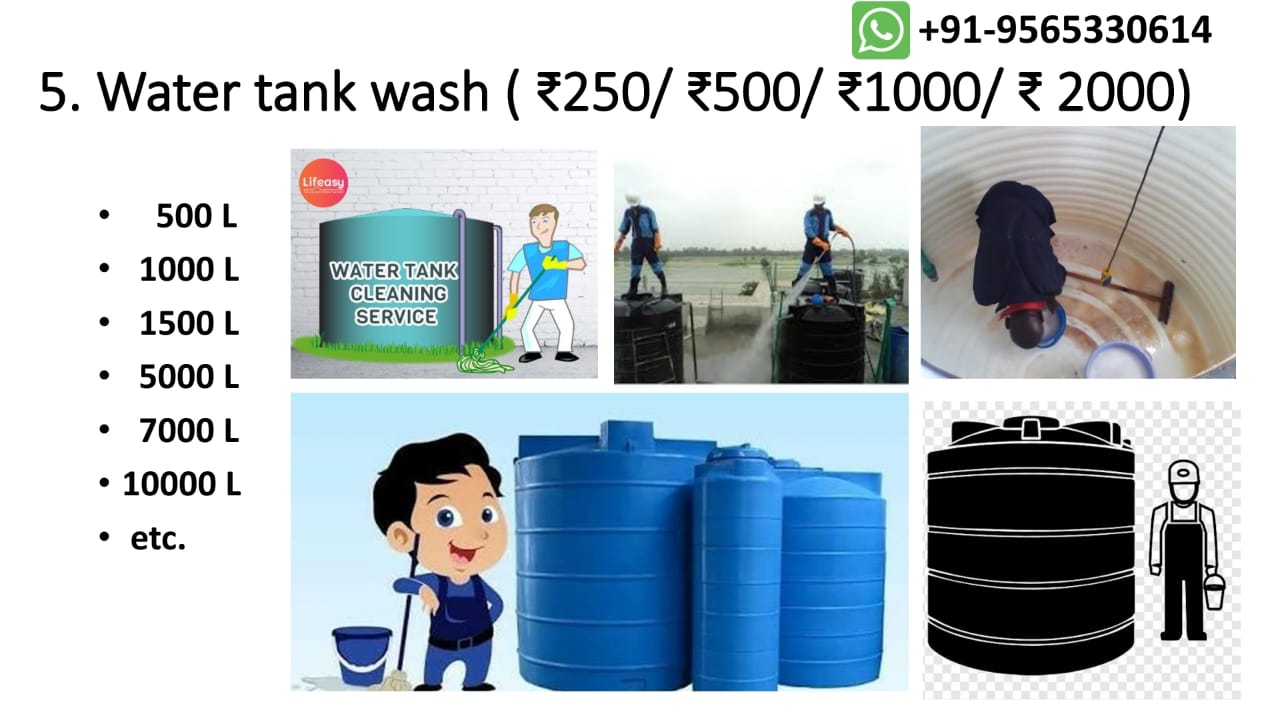 +91-9565330614
5. Water tank wash ( ₹250/ ₹500/ ₹1000/ ₹ 2000)
• 500 L
• 1000 L
• 1500 L
• 5000 L
• 7000 L
• 10000 L
• etc.
Lifeasy
WATER TANK
CLEANING
SERVICE